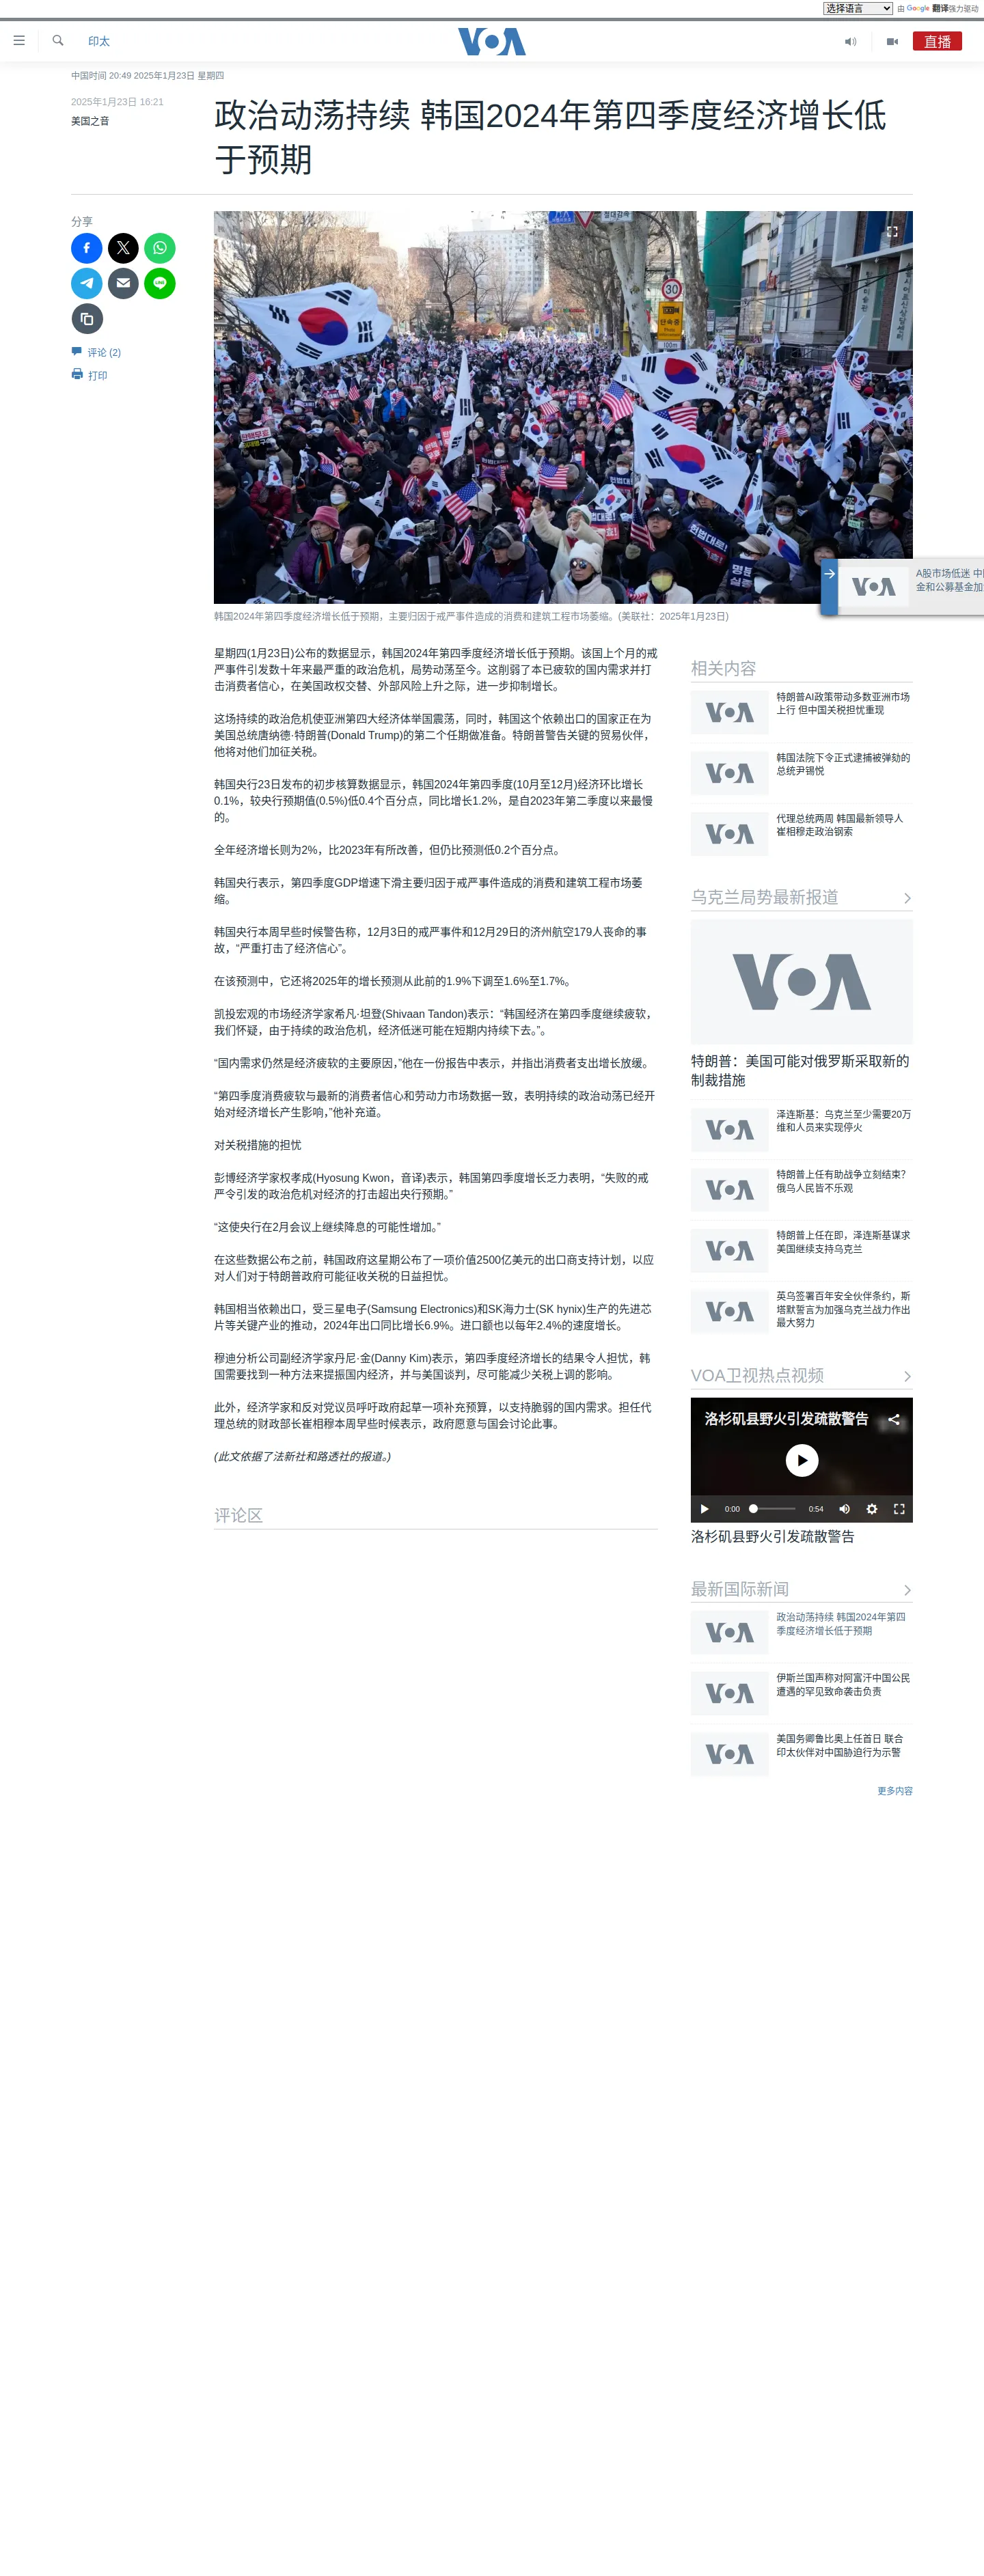 选择语言 由 Google 翻译强力驱动
印太
VOA
直播
中国时间 20:49 2025年1月23日 星期四
2025年1月23日 16:21
美国之音
政治动荡持续 韩国2024年第四季度经济增长低
于预期
分享
评论 (2)
打印
30
단속중
100m
韩国2024年第四季度经济增长低于预期，主要归因于戒严事件造成的消费和建筑工程市场萎缩。(美联社：2025年1月23日)
VOA
A股市场低迷 中
金和公募基金加
星期四(1月23日)公布的数据显示，韩国2024年第四季度经济增长低于预期。该国上个月的戒
严事件引发数十年来最严重的政治危机，局势动荡至今。这削弱了本已疲软的国内需求并打
击消费者信心，在美国政权交替、外部风险上升之际，进一步抑制增长。
这场持续的政治危机使亚洲第四大经济体举国震荡，同时，韩国这个依赖出口的国家正在为
美国总统唐纳德·特朗普(Donald Trump)的第二个任期做准备。特朗普警告关键的贸易伙伴，
他将对他们加征关税。
韩国央行23日发布的初步核算数据显示，韩国2024年第四季度(10月至12月)经济环比增长
0.1%，较央行预期值(0.5%)低0.4个百分点，同比增长1.2%，是自2023年第二季度以来最慢
的。
全年经济增长则为2%，比2023年有所改善，但仍比预测低0.2个百分点。
韩国央行表示，第四季度GDP增速下滑主要归因于戒严事件造成的消费和建筑工程市场萎
缩。
韩国央行本周早些时候警告称，12月3日的戒严事件和12月29日的济州航空179人丧命的事
故，“严重打击了经济信心”。
在该预测中，它还将2025年的增长预测从此前的1.9%下调至1.6%至1.7%。
凯投宏观的市场经济学家希凡·坦登(Shivaan Tandon)表示：“韩国经济在第四季度继续疲软，
我们怀疑，由于持续的政治危机，经济低迷可能在短期内持续下去。”。
“国内需求仍然是经济疲软的主要原因，”他在一份报告中表示，并指出消费者支出增长放缓。
“第四季度消费疲软与最新的消费者信心和劳动力市场数据一致，表明持续的政治动荡已经开
始对经济增长产生影响，”他补充道。
对关税措施的担忧
彭博经济学家权孝成(Hyosung Kwon，音译)表示，韩国第四季度增长乏力表明，“失败的戒
严令引发的政治危机对经济的打击超出央行预期。”
“这使央行在2月会议上继续降息的可能性增加。”
在这些数据公布之前，韩国政府这星期公布了一项价值2500亿美元的出口商支持计划，以应
对人们对于特朗普政府可能征收关税的日益担忧。
韩国相当依赖出口，受三星电子(Samsung Electronics)和SK海力士(SK hynix)生产的先进芯
片等关键产业的推动，2024年出口同比增长6.9%。进口额也以每年2.4%的速度增长。
穆迪分析公司副经济学家丹尼·金(Danny Kim)表示，第四季度经济增长的结果令人担忧，韩
国需要找到一种方法来提振国内经济，并与美国谈判，尽可能减少关税上调的影响。
此外，经济学家和反对党议员呼吁政府起草一项补充预算，以支持脆弱的国内需求。担任代
理总统的财政部长崔相穆本周早些时候表示，政府愿意与国会讨论此事。
(此文依据了法新社和路透社的报道。)
评论区
相关内容
VOA
特朗普AI政策带动多数亚洲市场
上行 但中国关税担忧重现
VOA
韩国法院下令正式逮捕被弹劾的
总统尹锡悦
VOA
代理总统两周 韩国最新领导人
崔相穆走政治钢索
乌克兰局势最新报道
VOA
特朗普：美国可能对俄罗斯采取新的
制裁措施
VOA
泽连斯基：乌克兰至少需要20万
维和人员来实现停火
VOA
特朗普上任有助战争立刻结束？
俄乌人民皆不乐观
VOA
特朗普上任在即，泽连斯基谋求
美国继续支持乌克兰
VOA
英乌签署百年安全伙伴条约，斯
塔默誓言为加强乌克兰战力作出
最大努力
VOA卫视热点视频
洛杉矶县野火引发疏散警告
0:00 0:54
洛杉矶县野火引发疏散警告
最新国际新闻
VOA
政治动荡持续 韩国2024年第四
季度经济增长低于预期
VOA
伊斯兰国声称对阿富汗中国公民
遭遇的罕见致命袭击负责
VOA
美国务卿鲁比奥上任首日 联合
印太伙伴对中国胁迫行为示警
更多内容